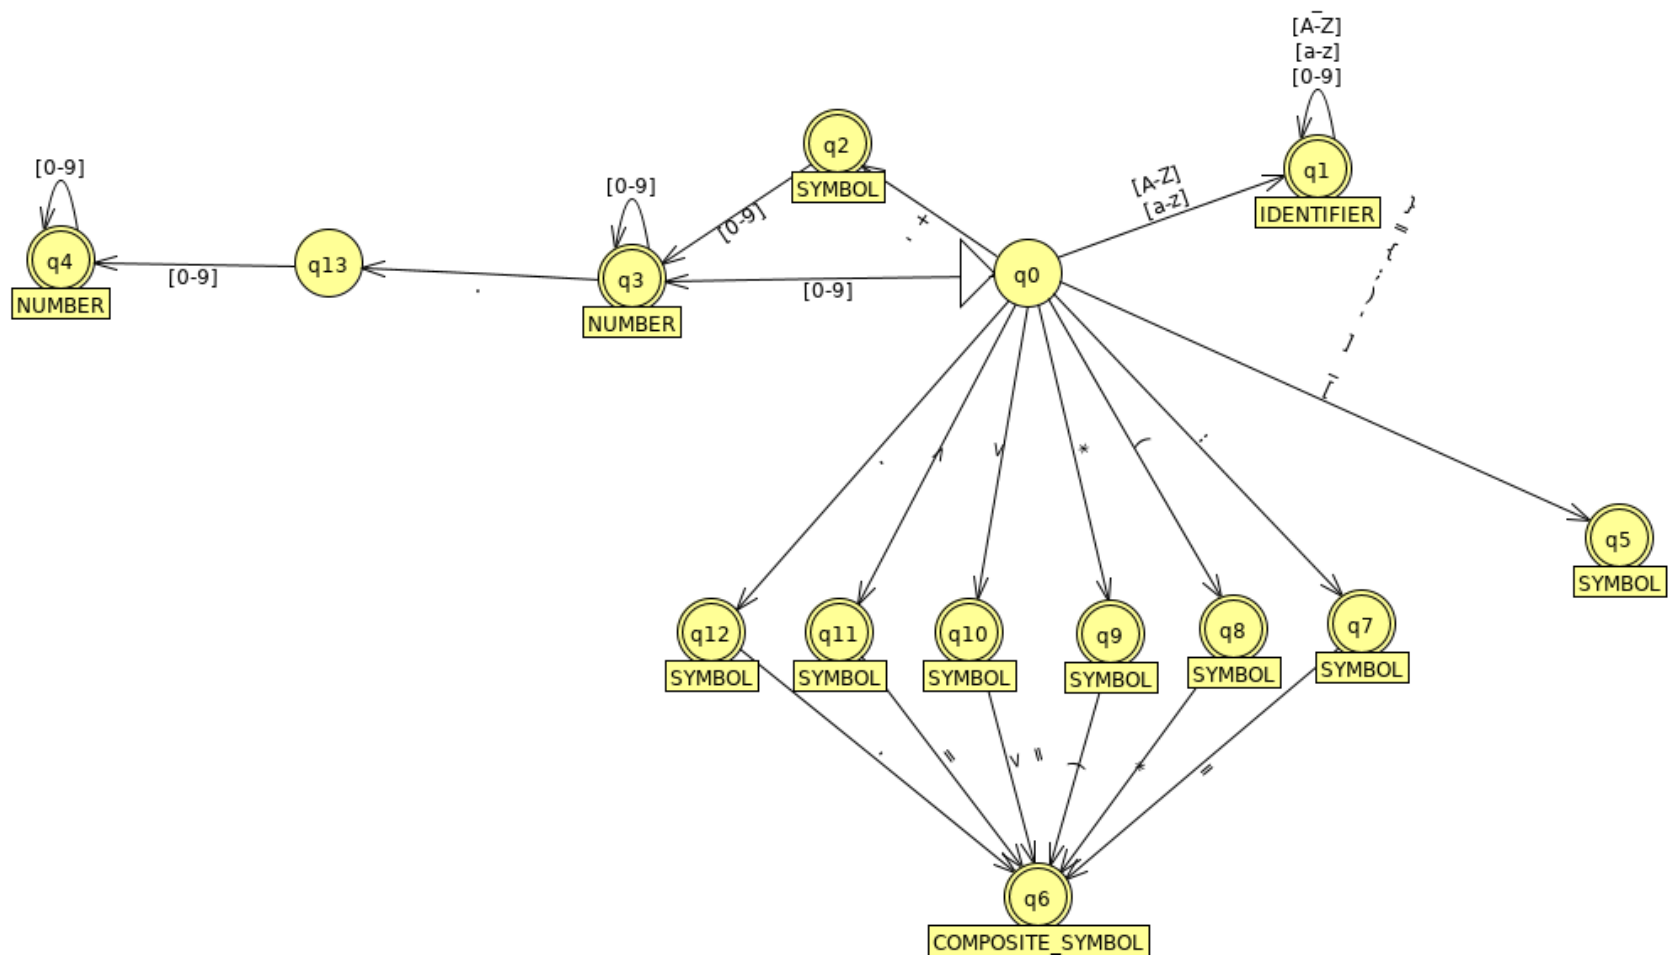 _
[A-Z]
[a-z]
[0-9]
q1
IDENTIFIER
q2
SYMBOL
[A-Z]
[a-z]
+
-
[0-9]
[0-9]
q4
NUMBER
[0-9]
q13
.
[0-9]
q3
NUMBER
[0-9]
q0
}
=
{
;
)
]
[
.
*
(
:
q5
SYMBOL
q12
SYMBOL
q11
SYMBOL
q10
SYMBOL
q9
SYMBOL
q8
SYMBOL
q7
SYMBOL
.
=
=
*
=
q6
COMPOSITE_SYMBOL